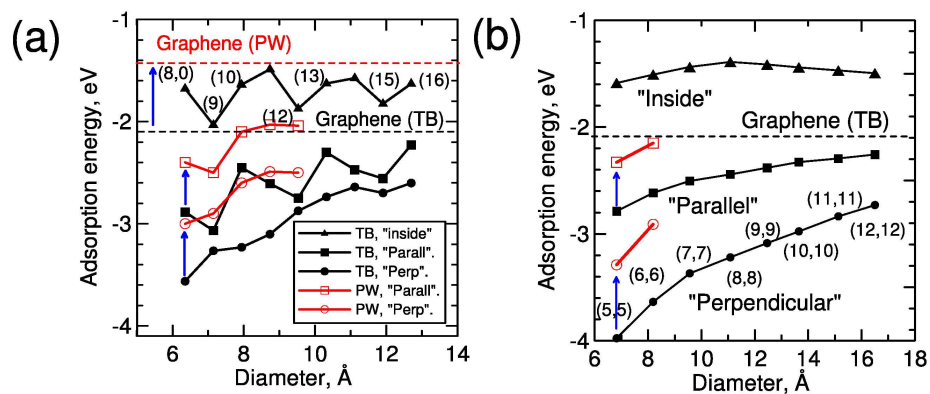 (a)
Graphene (PW)
(8,0)
(9)
(10)
(12)
(13)
(15)
(16)
Graphene (TB)
TB, "inside"
TB, "Parall".
TB, "Perp".
PW, "Parall".
PW, "Perp".
-1
-2
-3
-4
Adsorption energy, eV
6 8 10 12 14
Diameter, Å
(b)
"Inside"
Graphene (TB)
"Parallel"
(5,5)
(6,6)
(7,7)
(8,8)
(9,9)
(10,10)
(11,11)
(12,12)
"Perpendicular"
-1
-2
-3
-4
Adsorption energy, eV
6 8 10 12 14 16 18
Diameter, Å